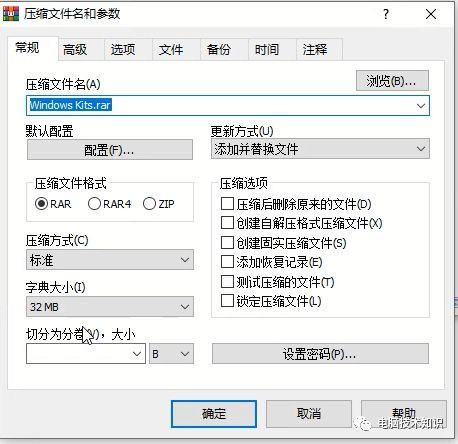 压缩文件名和参数
?
常规 高级 选项 文件 备份 时间 注释
压缩文件名(A)
浏览(B)...
Windows Kits.rar
默认配置
更新方式(U)
配置(F)...
添加并替换文件
压缩文件格式
压缩选项
RAR RAR4 ZIP
压缩后删除原来的文件(D)
创建自解压格式压缩文件(X)
压缩方式(C)
创建固实压缩文件(S)
标准
添加恢复记录(E)
字典大小(I)
测试压缩的文件(T)
32 MB
锁定压缩文件(L)
切分为分卷(V)，大小
B
设置密码(P)...
确定 取消 帮助
电脑技术知识